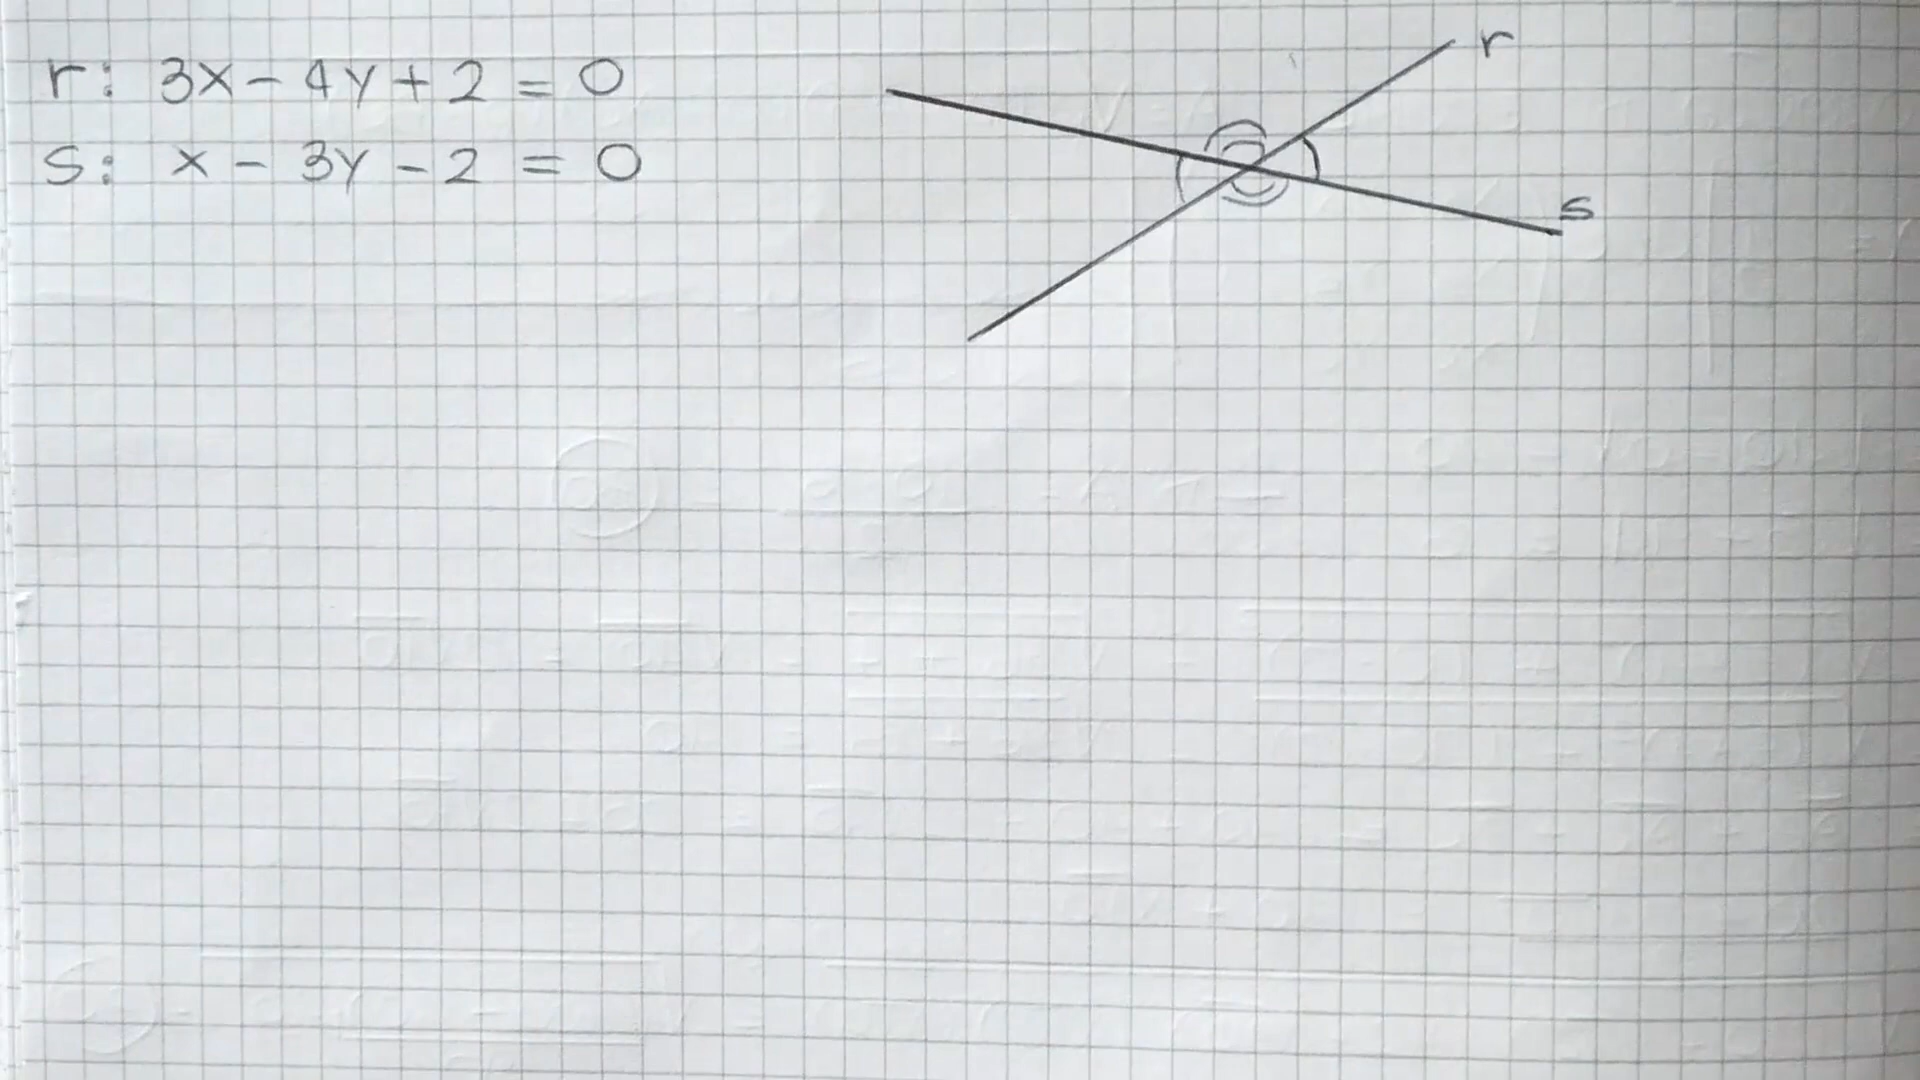 r: 3x - 4y + 2 = 0
s: x - 3y - 2 = 0
r
s